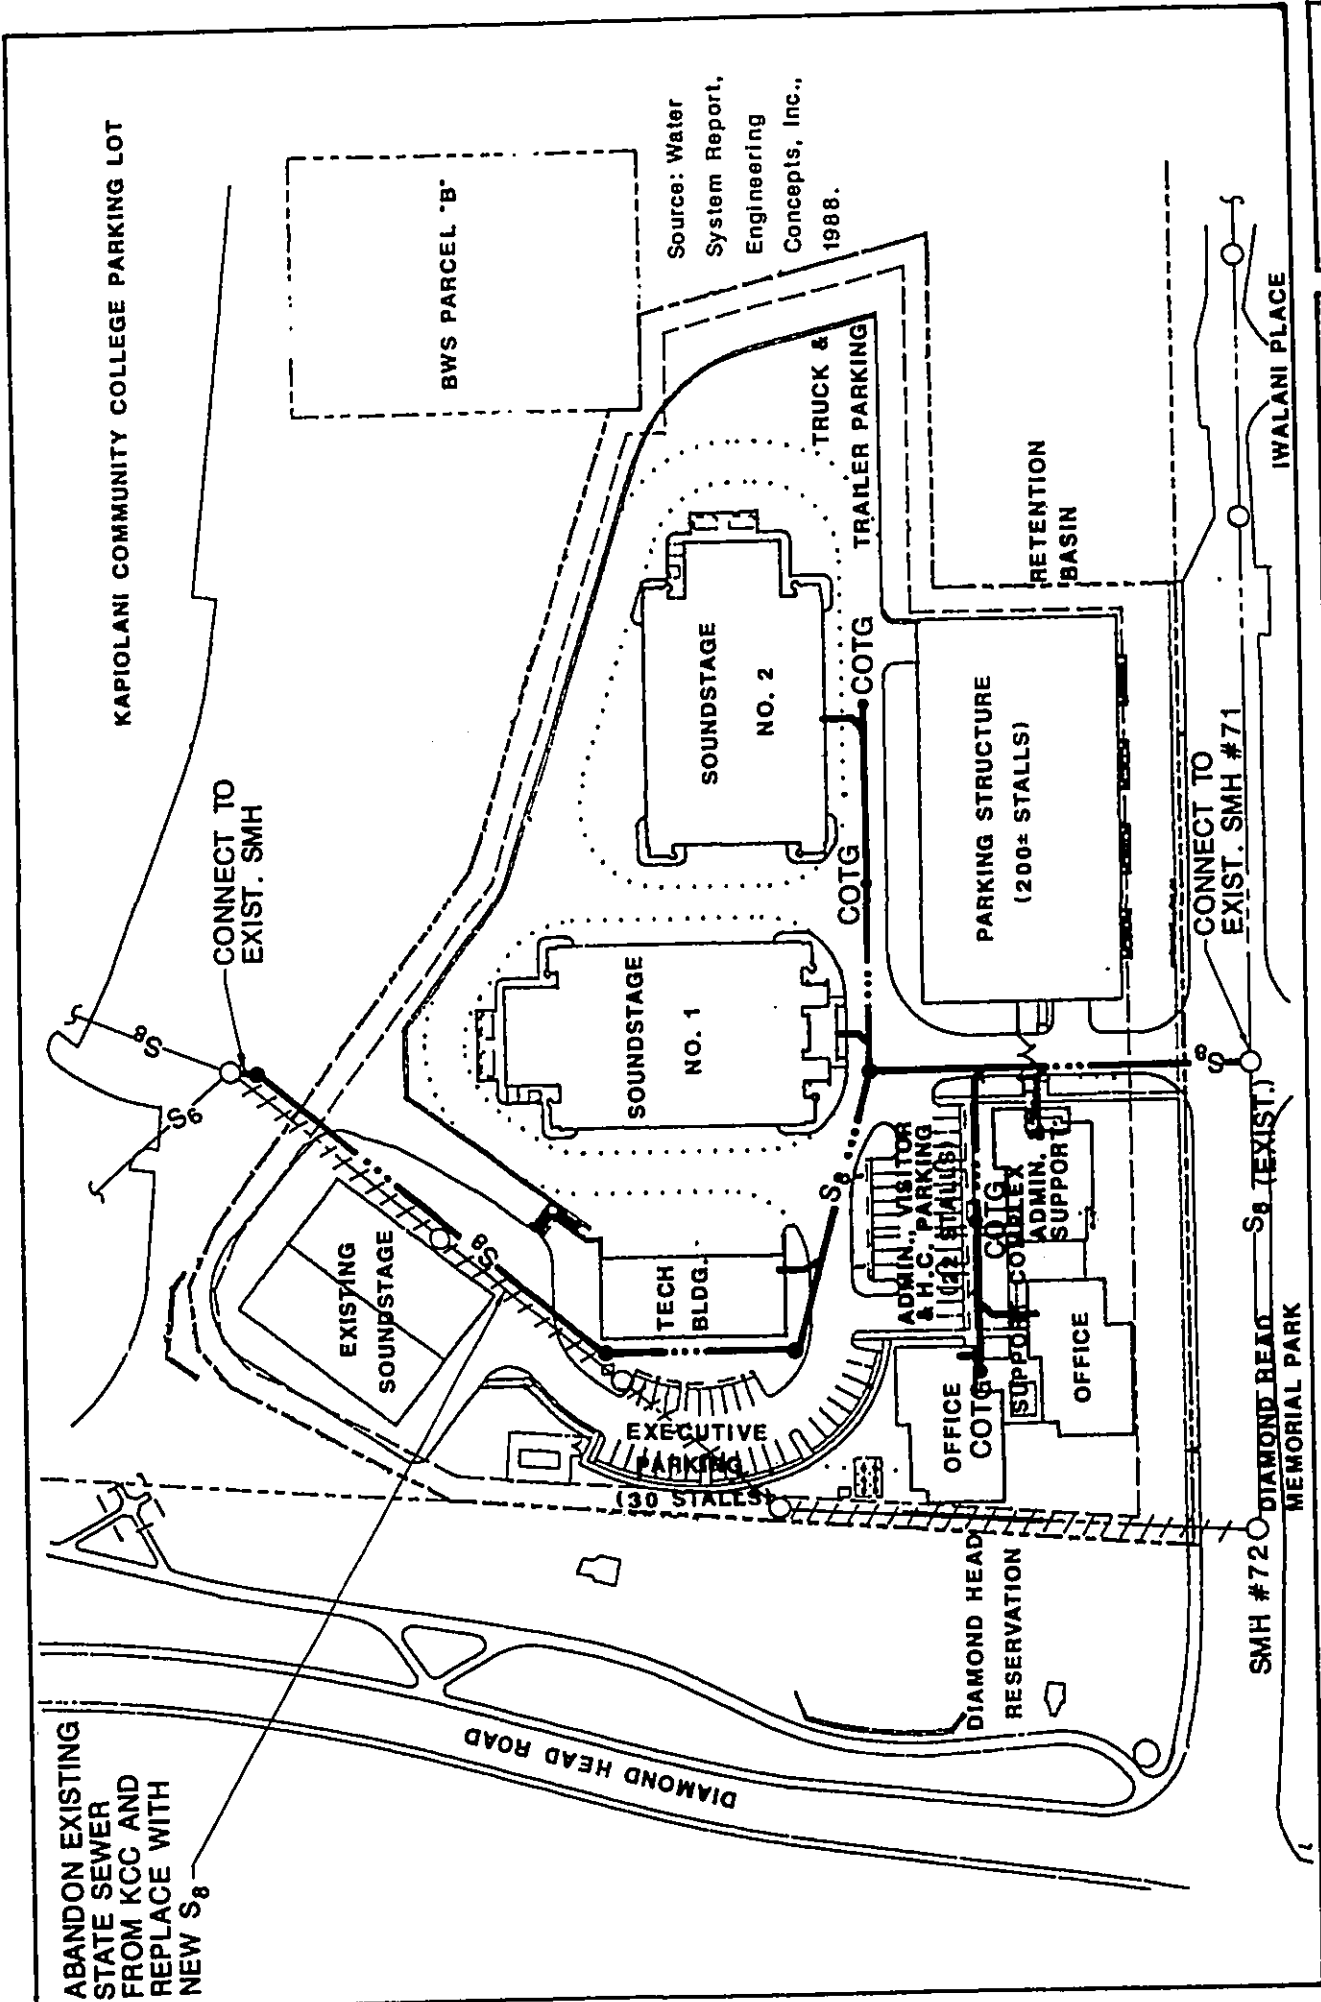 KAPIOLANI COMMUNITY COLLEGE PARKING LOT
BWS PARCEL "B"
Source: Water
System Report,
Engineering
Concepts, Inc.,
1988.
CONNECT TO
EXIST. SMH
S8
S6
S8
TRUCK &
TRAILER PARKING
SOUNDSTAGE
NO. 2
COTG
COTG
SOUNDSTAGE
NO. 1
RETENTION
BASIN
IWALANI PLACE
PARKING STRUCTURE
(200± STALLS)
CONNECT TO
EXIST. SMH #71
S8
S8 (EXIST.)
EXISTING
SOUNDSTAGE
TECH
BLDG.
S8
ADMIN., VISITOR
& H.C. PARKING
(22 STALLS)
COTG
SUPPORT COMPLEX
ADMIN. &
SUPPORT
OFFICE
OFFICE
COTG
EXECUTIVE
PARKING
(30 STALLS)
DIAMOND HEAD
MEMORIAL PARK
SMH #72
DIAMOND HEAD
RESERVATION
DIAMOND HEAD ROAD
ABANDON EXISTING
STATE SEWER
FROM KCC AND
REPLACE WITH
NEW S8